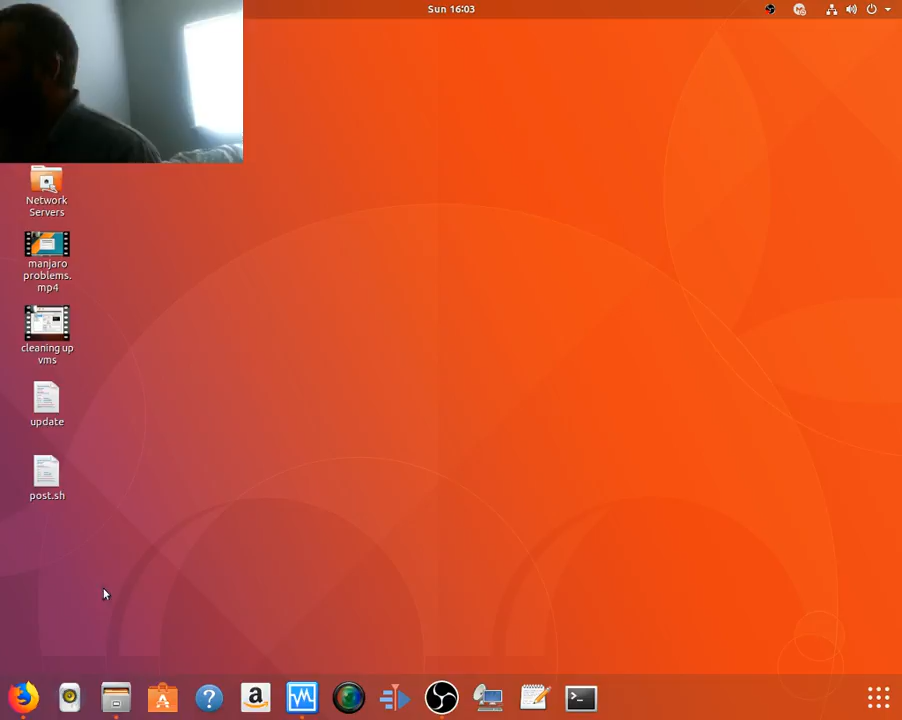 Sun 16:03
Network
Servers
manjaro
problems.
mp4
cleaning up
vms
update
post.sh